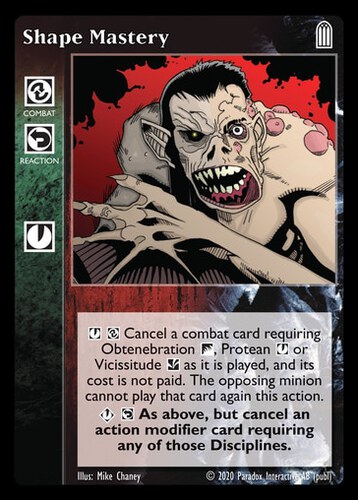 Shape Mastery
COMBAT
REACTION
Cancel a combat card requiring
Obtenebration , Protean or
Vicissitude as it is played, and its
cost is not paid. The opposing minion
cannot play that card again this action.
As above, but cancel an
action modifier card requiring
any of those Disciplines.
Illus: Mike Chaney © 2020 Paradox Interactive AB (publ)